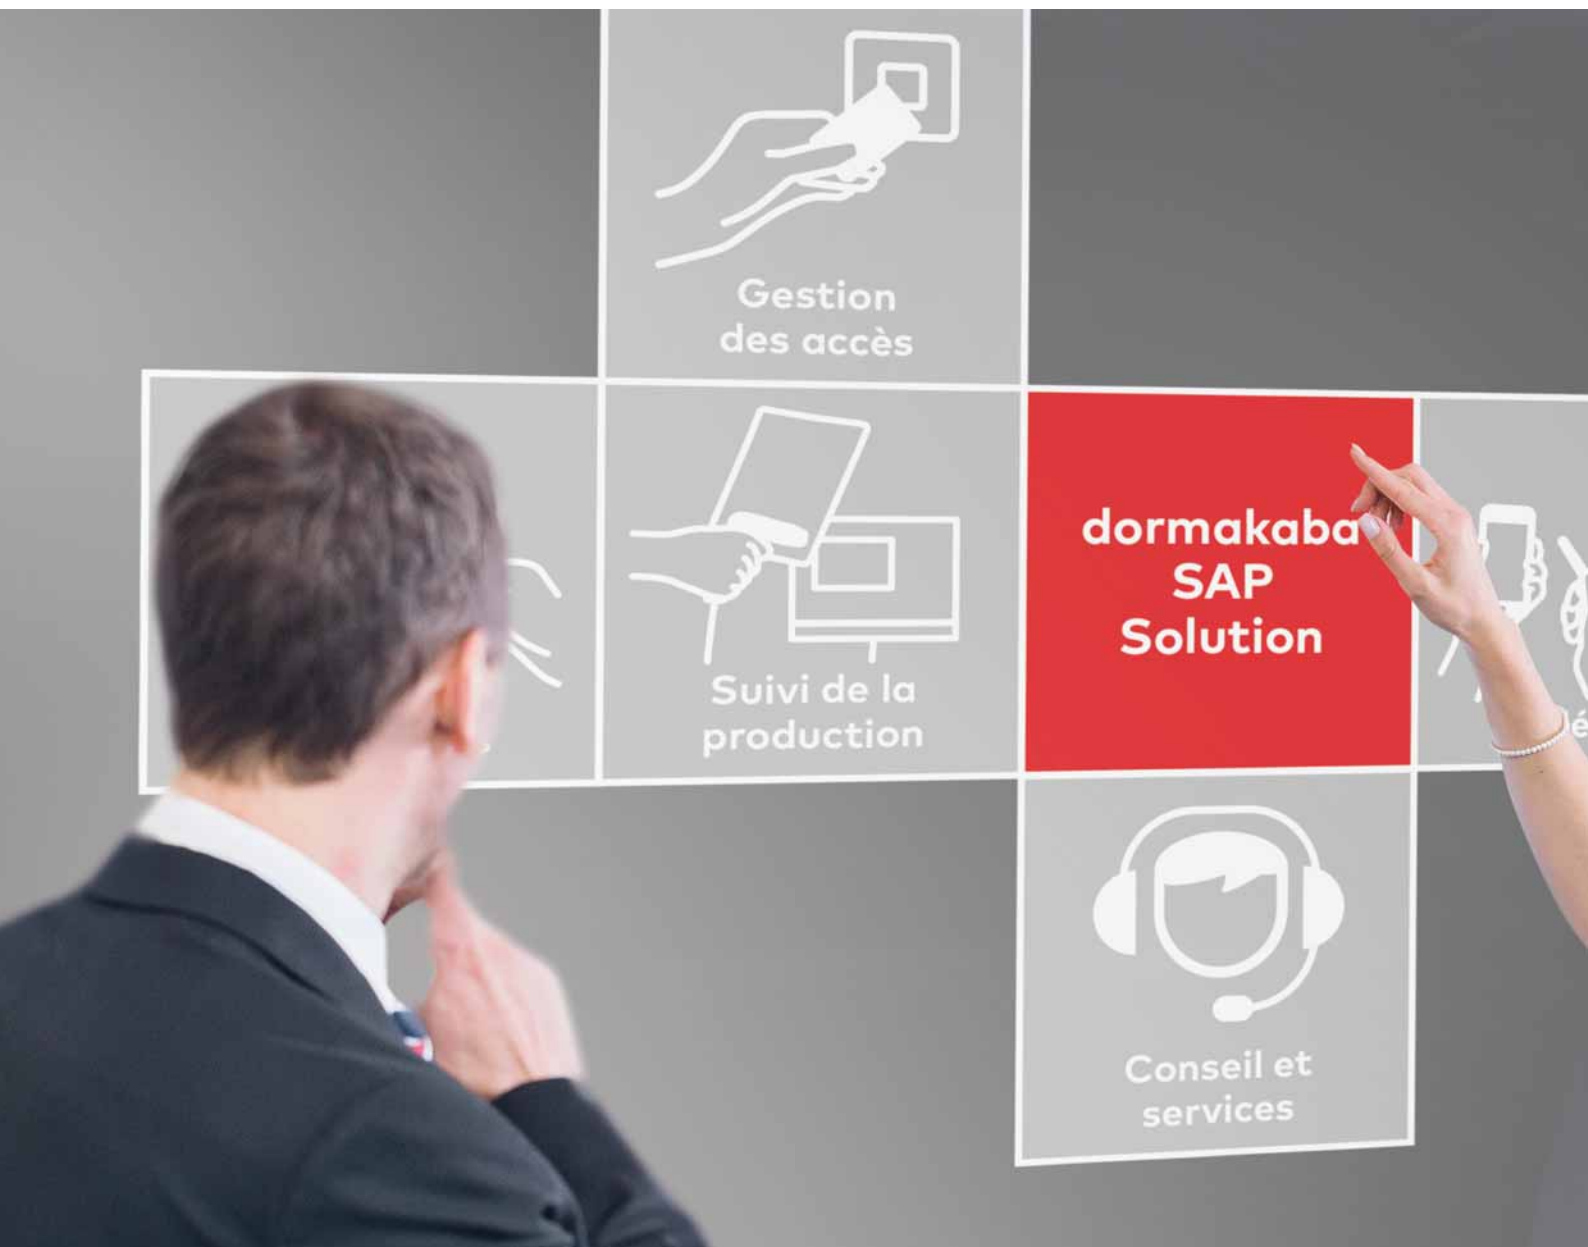 Gestion
des accès
Suivi de la
production
dormakaba
SAP
Solution
Conseil et
services